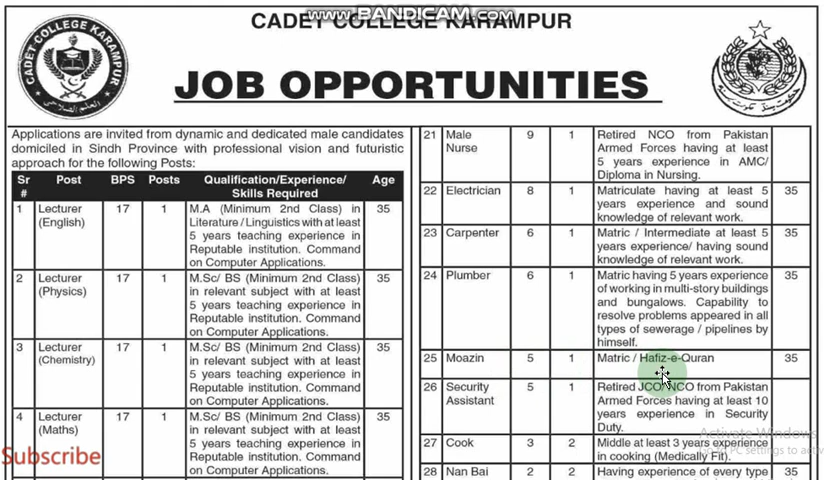 www.BANDICAM.com
CADET COLLEGE KARAMPUR
CADET COLLEGE KARAMPUR
JOB OPPORTUNITIES
Applications are invited from dynamic and dedicated male candidates
domiciled in Sindh Province with professional vision and futuristic
approach for the following Posts:
Sr # Post BPS Posts Qualification/Experience/ Age
Skills Required
1 Lecturer 17 1 M.A (Minimum 2nd Class) in 35
(English) Literature / Linguistics with at least
5 years teaching experience in
Reputable institution. Command
on Computer Applications.
2 Lecturer 17 1 M.Sc/ BS (Minimum 2nd Class) 35
(Physics) in relevant subject with at least
5 years teaching experience in
Reputable institution. Command
on Computer Applications.
3 Lecturer 17 1 M.Sc/ BS (Minimum 2nd Class) 35
(Chemistry) in relevant subject with at least
5 years teaching experience in
Reputable institution. Command
on Computer Applications.
4 Lecturer 17 1 M.Sc/ BS (Minimum 2nd Class) 35
(Maths) in relevant subject with at least
5 years teaching experience in
Reputable institution. Command
on Computer Applications.
Subscribe
21 Male 9 1 Retired NCO from Pakistan
Nurse Armed Forces having at least
5 years experience in AMC/
Diploma in Nursing.
22 Electrician 8 1 Matriculate having at least 5 35
years experience and sound
knowledge of relevant work.
23 Carpenter 6 1 Matric / Intermediate at least 5 35
years experience/ having sound
knowledge of relevant work.
24 Plumber 6 1 Matric having 5 years experience 35
of working in multi-story buildings
and bungalows. Capability to
resolve problems appeared in all
types of sewerage / pipelines by
himself.
25 Moazin 5 1 Matric / Hafiz-e-Quran 35
26 Security 5 1 Retired JCO/NCO from Pakistan
Assistant Armed Forces having at least 10
years experience in Security
Duty.
27 Cook 3 2 Middle at least 3 years experience 35
in cooking (Medically Fit).
28 Nan Bai 2 2 Having experience of every type 35
Activate Windows
Go to PC settings to activ